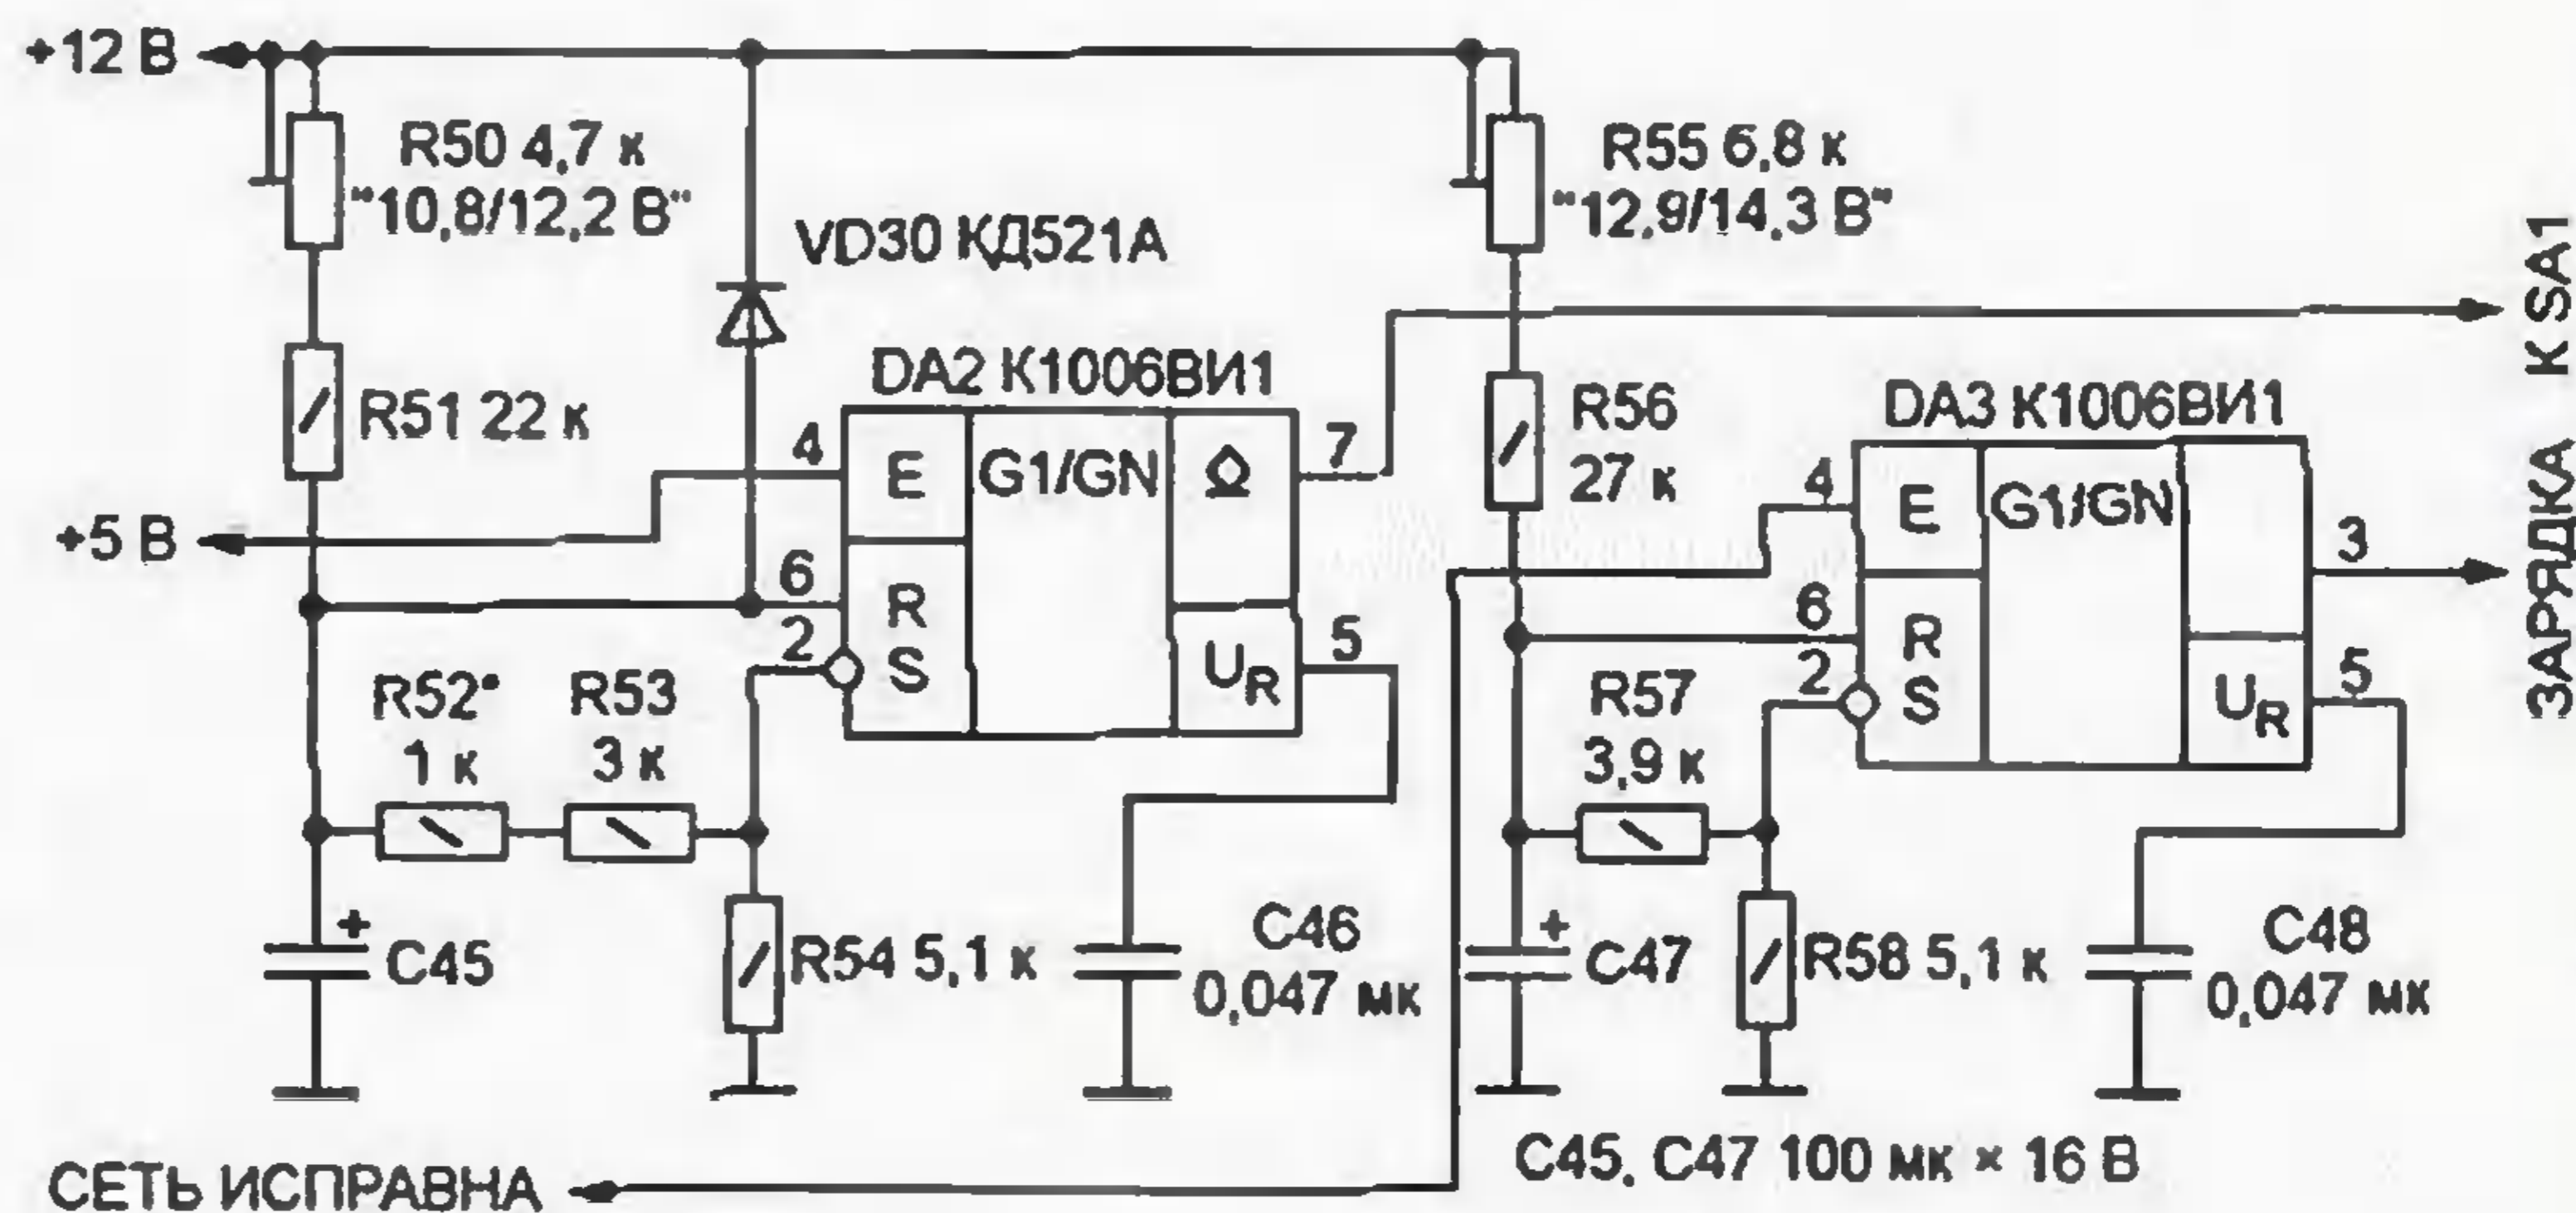 +12 В
R50 4,7 к
"10,8/12,2 В"
R51 22 к
+5 В
VD30 КД521А
DA2 К1006ВИ1
4
6
2
E
R
S
G1/GN
7
5
U_R
R52*
1 к
R53
3 к
R54 5,1 к
+
C45
C46
0,047 мк
R55 6,8 к
"12,9/14,3 В"
R56
27 к
DA3 К1006ВИ1
4
6
2
E
R
S
G1/GN
3
5
U_R
R57
3,9 к
R58 5,1 к
+
C47
C48
0,047 мк
C45, C47 100 мк × 16 В
СЕТЬ ИСПРАВНА
К SA1
ЗАРЯДКА